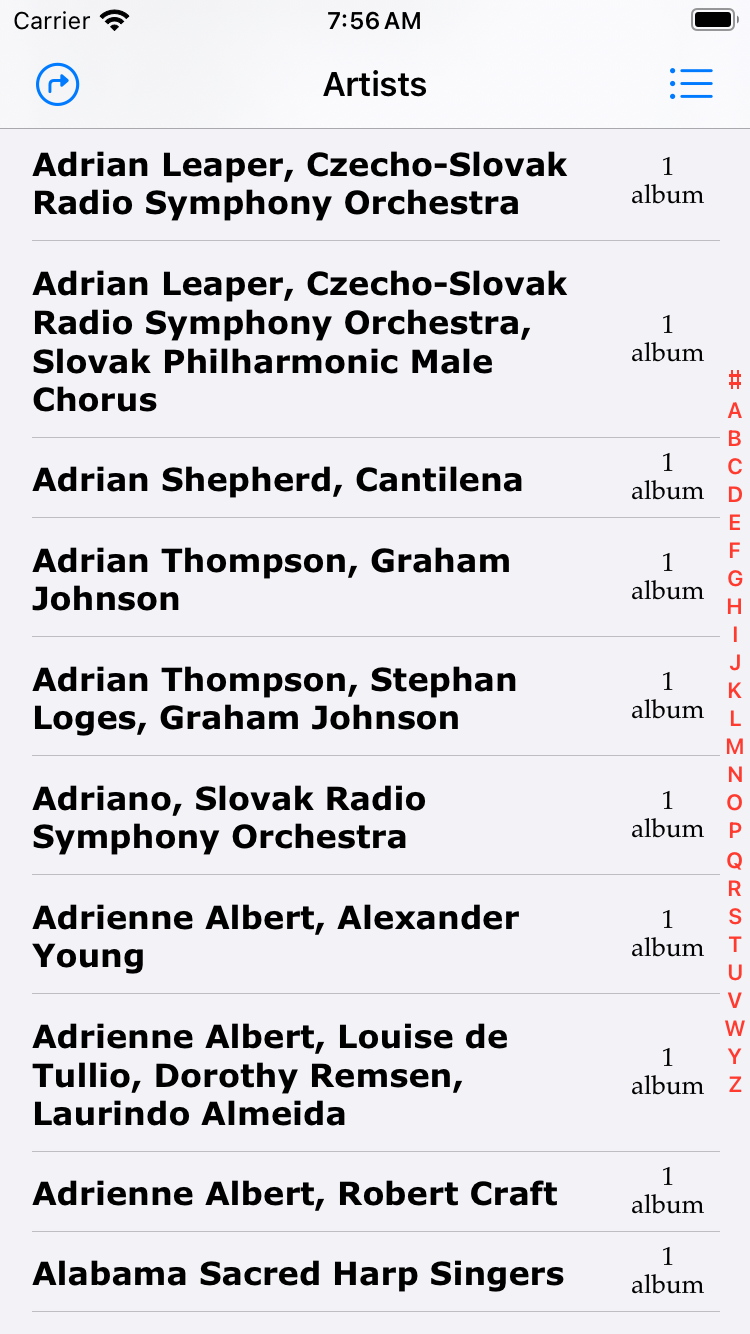 Carrier 7:56 AM
Artists
Adrian Leaper, Czecho-Slovak
Radio Symphony Orchestra
1
album
Adrian Leaper, Czecho-Slovak
Radio Symphony Orchestra,
Slovak Philharmonic Male
Chorus
1
album
Adrian Shepherd, Cantilena
1
album
Adrian Thompson, Graham
Johnson
1
album
Adrian Thompson, Stephan
Loges, Graham Johnson
1
album
Adriano, Slovak Radio
Symphony Orchestra
1
album
Adrienne Albert, Alexander
Young
1
album
Adrienne Albert, Louise de
Tullio, Dorothy Remsen,
Laurindo Almeida
1
album
Adrienne Albert, Robert Craft
1
album
Alabama Sacred Harp Singers
1
album
#
A
B
C
D
E
F
G
H
I
J
K
L
M
N
O
P
Q
R
S
T
U
V
W
Y
Z